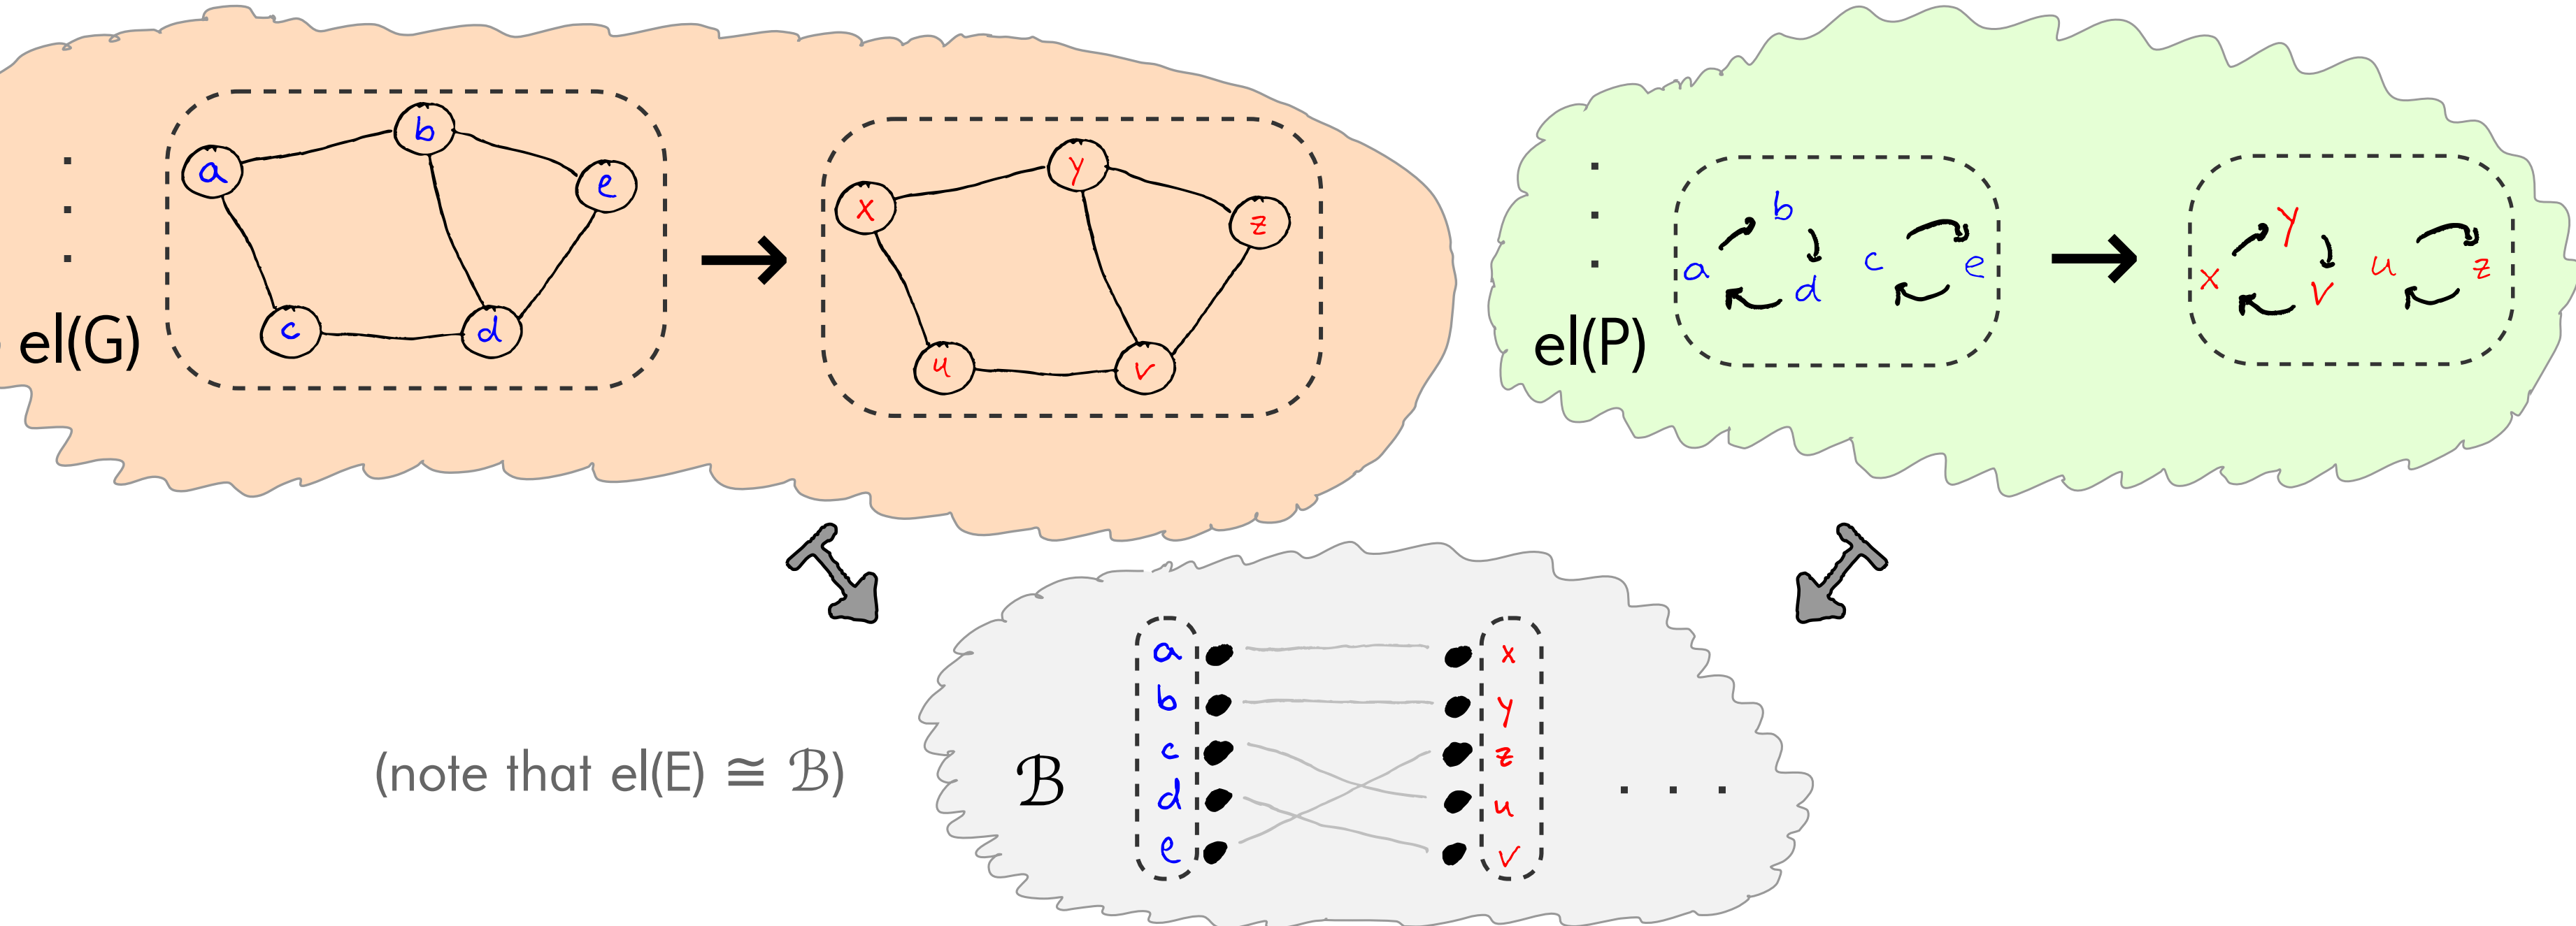 b
a
e
c
d
el(G)
y
x
z
u
v
b
a
d
c
e
el(P)
y
x
v
u
z
a
b
c
d
e
x
y
z
u
v
ℬ
(note that el(E) ≅ ℬ)
. . .